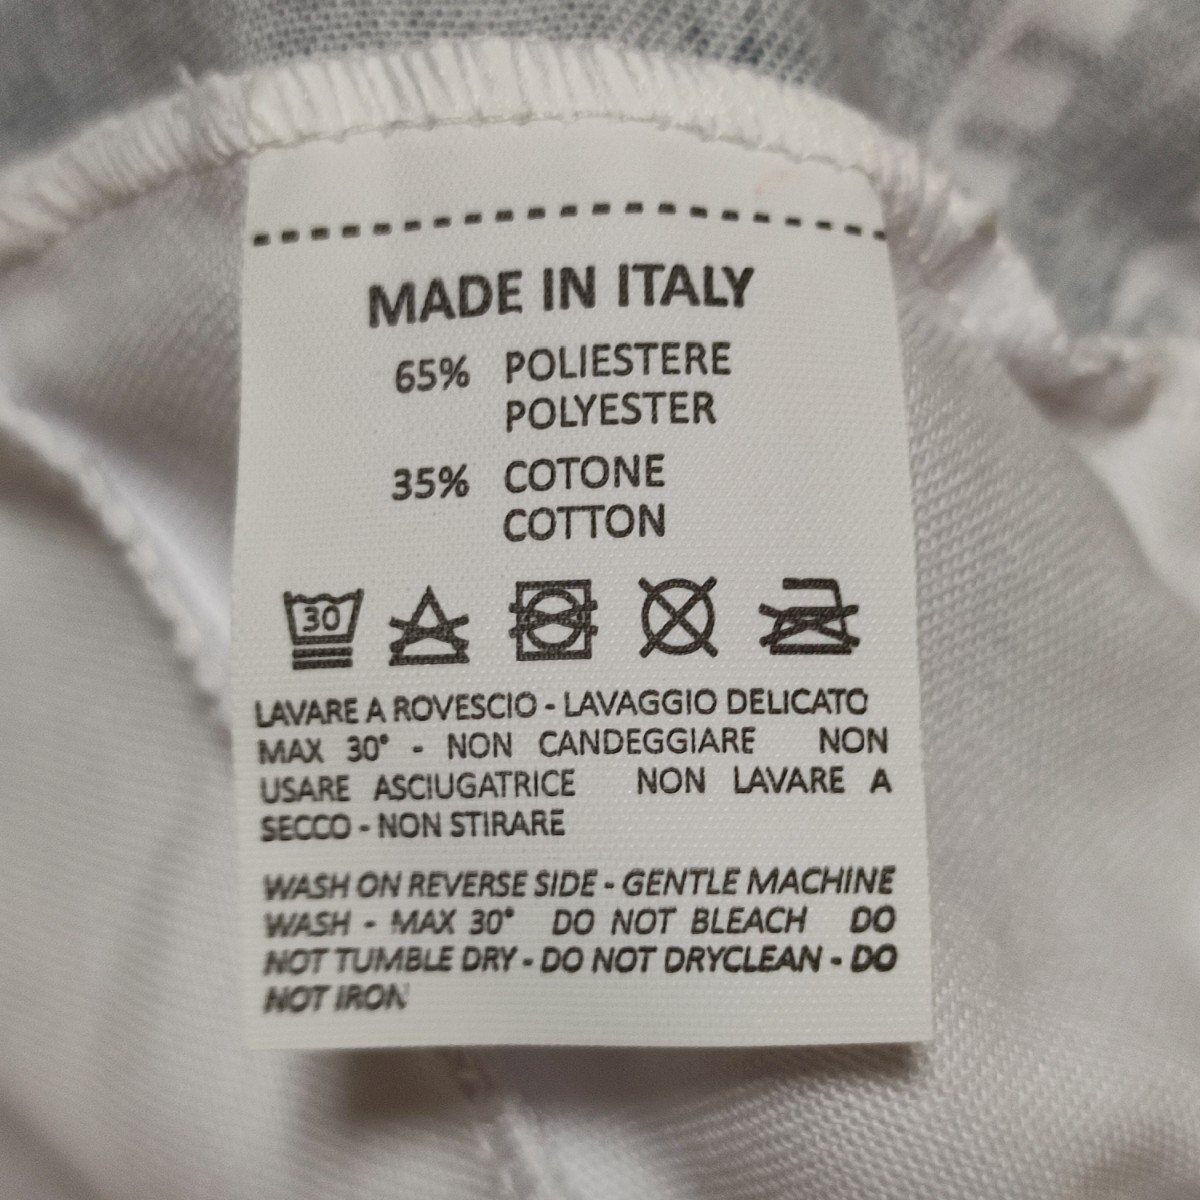 MADE IN ITALY
65% POLIESTERE
POLYESTER
35% COTONE
COTTON
30
LAVARE A ROVESCIO - LAVAGGIO DELICATO
MAX 30° - NON CANDEGGIARE NON
USARE ASCIUGATRICE NON LAVARE A
SECCO - NON STIRARE
WASH ON REVERSE SIDE - GENTLE MACHINE
WASH - MAX 30° DO NOT BLEACH DO
NOT TUMBLE DRY - DO NOT DRYCLEAN - DO
NOT IRON